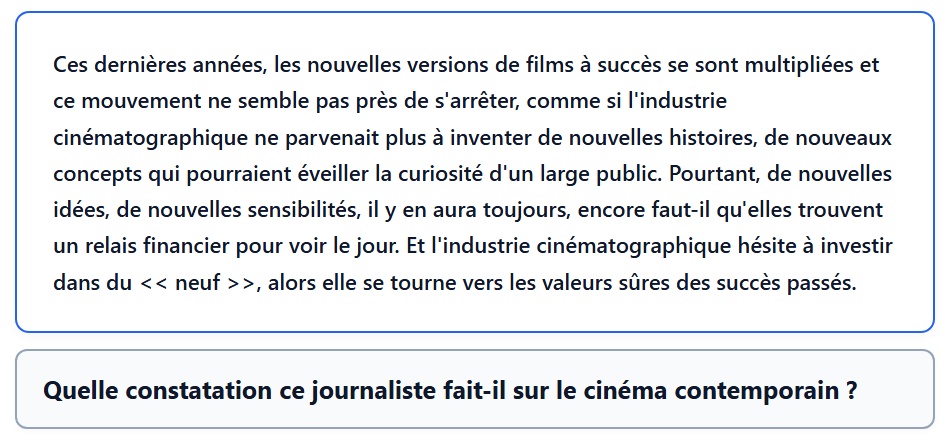 Ces dernières années, les nouvelles versions de films à succès se sont multipliées et
ce mouvement ne semble pas près de s'arrêter, comme si l'industrie
cinématographique ne parvenait plus à inventer de nouvelles histoires, de nouveaux
concepts qui pourraient éveiller la curiosité d'un large public. Pourtant, de nouvelles
idées, de nouvelles sensibilités, il y en aura toujours, encore faut-il qu'elles trouvent
un relais financier pour voir le jour. Et l'industrie cinématographique hésite à investir
dans du << neuf >>, alors elle se tourne vers les valeurs sûres des succès passés.
Quelle constatation ce journaliste fait-il sur le cinéma contemporain ?